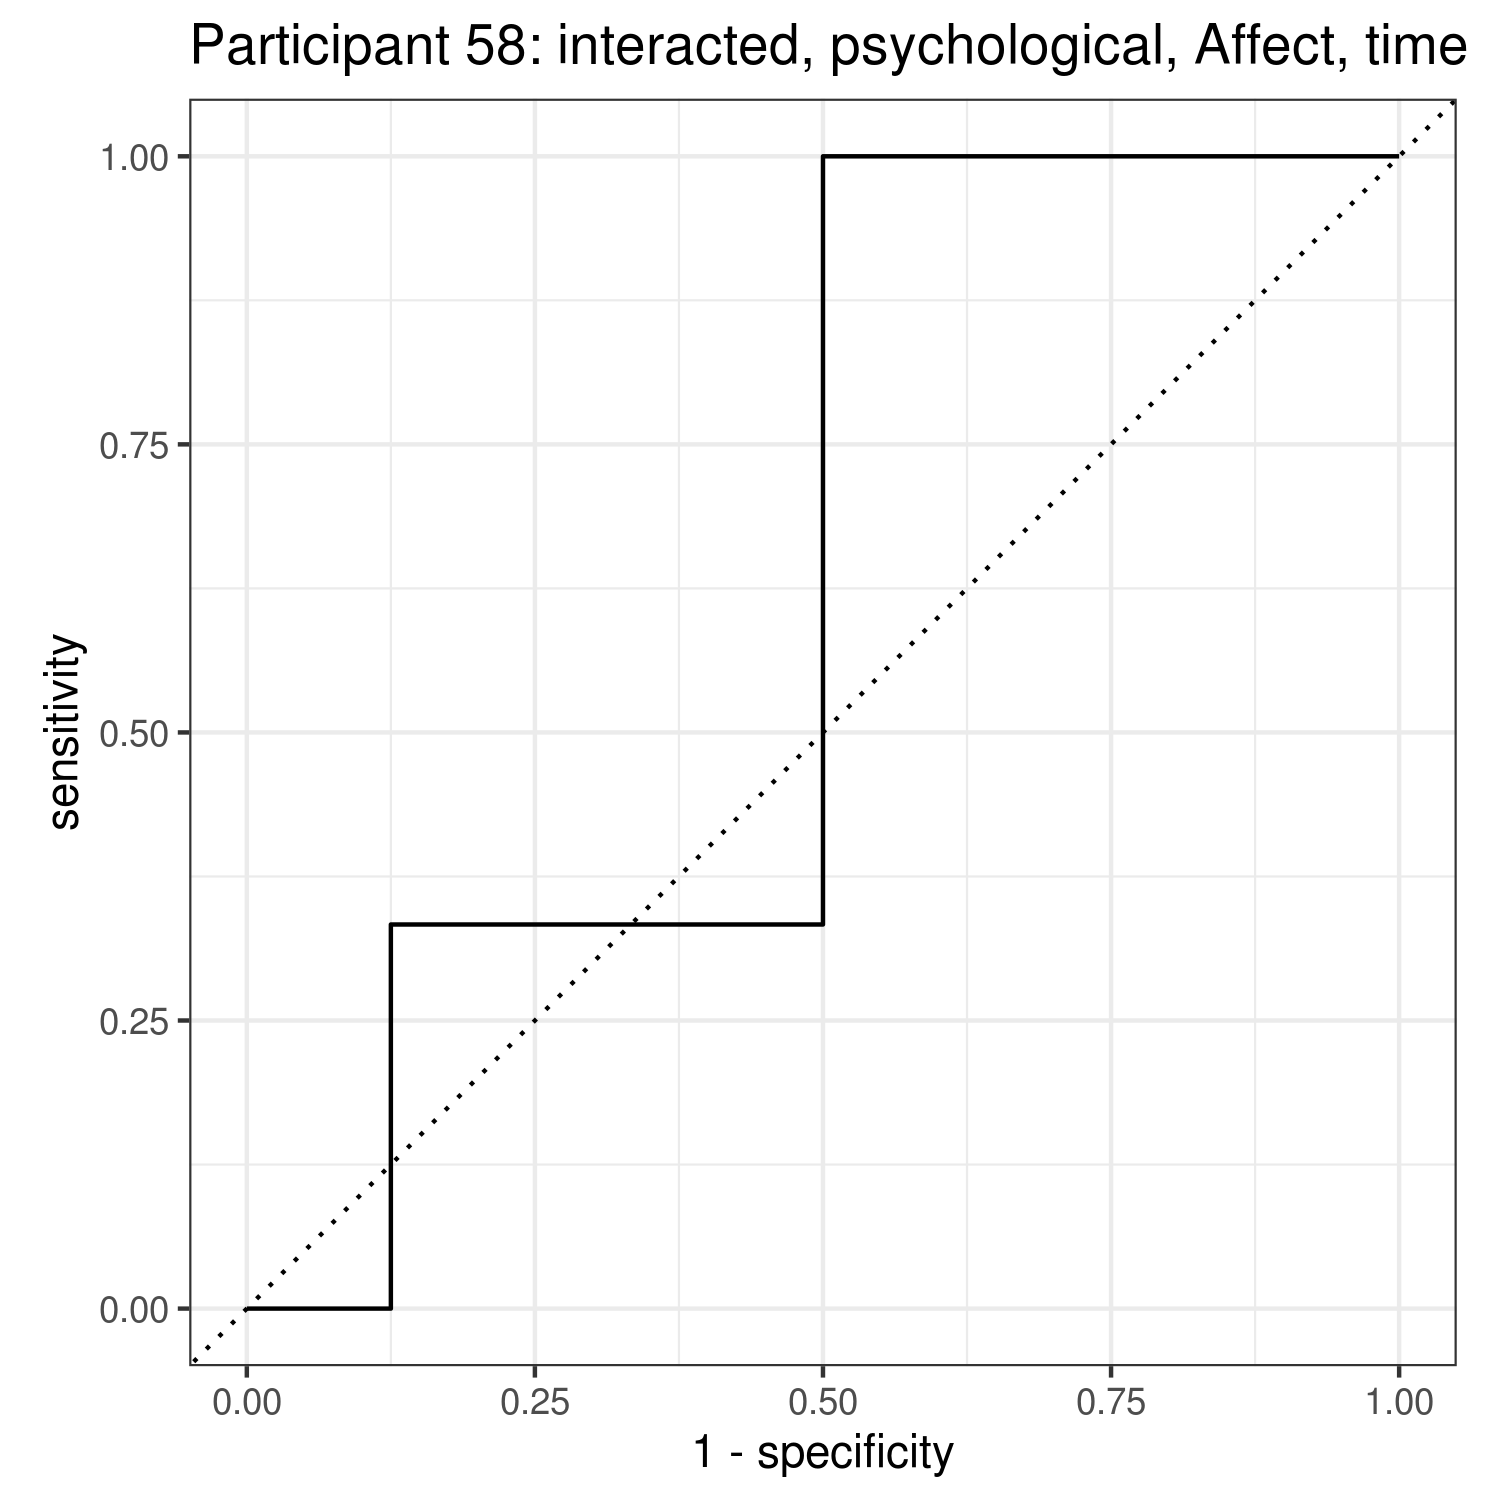 Participant 58: interacted, psychological, Affect, time
1.00
0.75
0.50
0.25
0.00
sensitivity
0.00 0.25 0.50 0.75 1.00
1 - specificity